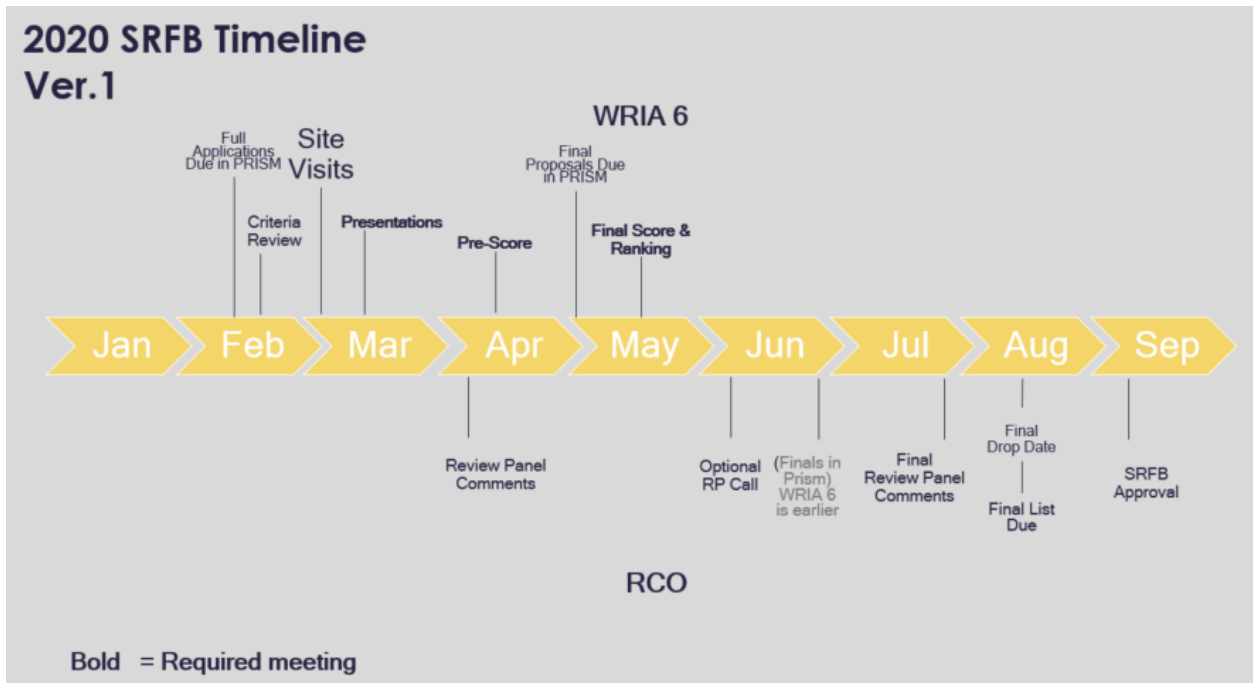 2020 SRFB Timeline
Ver.1
WRIA 6
Full
Applications
Due in PRISM
Site
Visits
Final
Proposals Due
in PRISM
Criteria
Review
Presentations
Pre-Score
Final Score &
Ranking
Jan
Feb
Mar
Apr
May
Jun
Jul
Aug
Sep
Review Panel
Comments
Optional
RP Call
(Finals in
Prism)
WRIA 6
is earlier
Final
Review Panel
Comments
Final
Drop Date
Final List
Due
SRFB
Approval
RCO
Bold = Required meeting